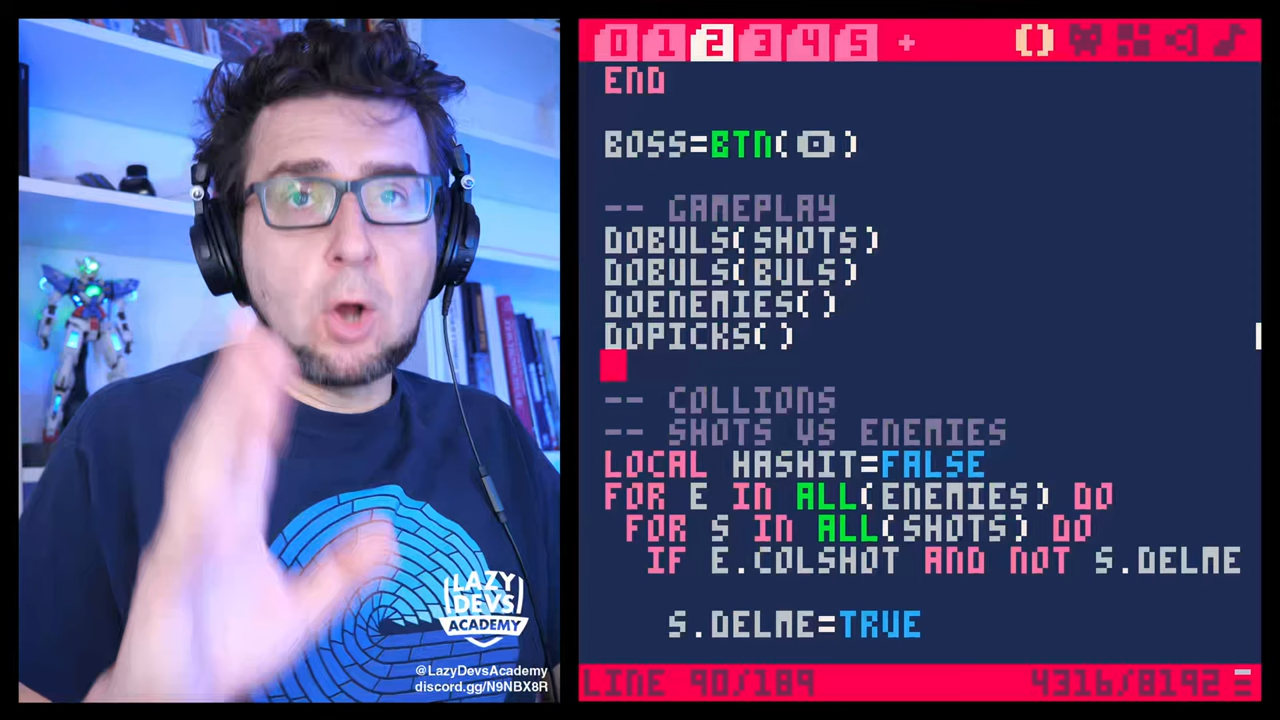 0 1 2 3 4 5 +
END
BOSS=BTN(🅾️)
-- GAMEPLAY
DOBULS(SHOTS)
DOBULS(BULS)
DOENEMIES()
DOPICKS()
-- COLLIONS
-- SHOTS VS ENEMIES
LOCAL HASHIT=FALSE
FOR E IN ALL(ENEMIES) DO
FOR S IN ALL(SHOTS) DO
IF E.COLSHOT AND NOT S.DELME
S.DELME=TRUE
LINE 90/189 4316/8192
LAZY
DEVS
ACADEMY
@LazyDevsAcademy
discord.gg/N9NBX8R